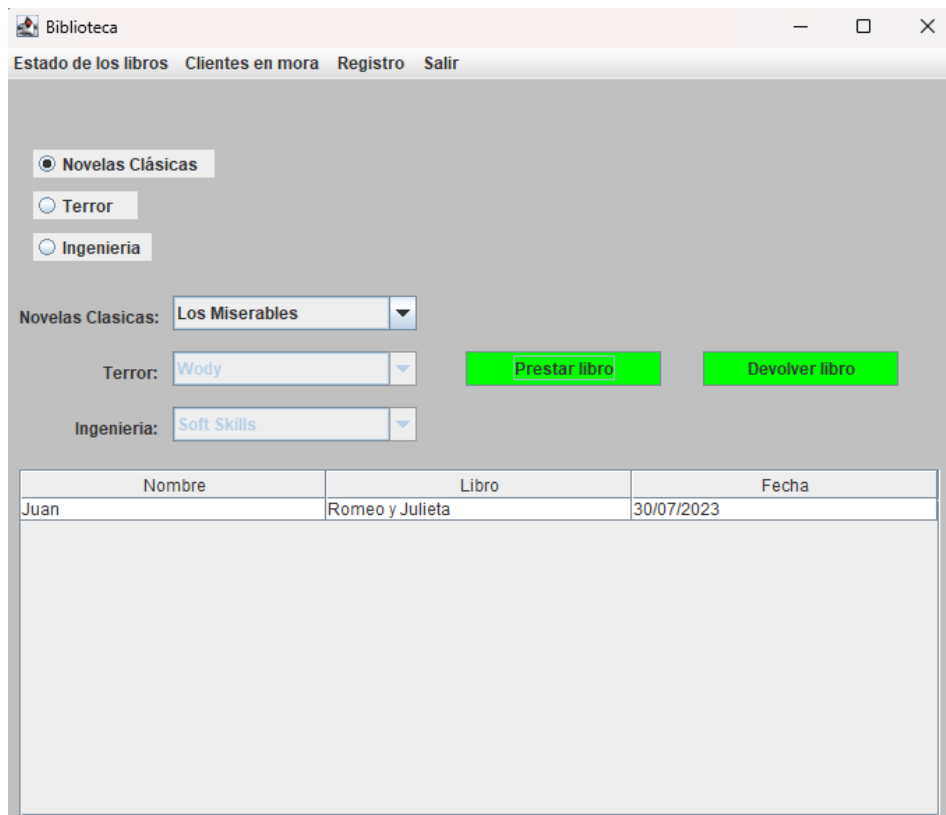 Biblioteca
Estado de los libros Clientes en mora Registro Salir
Novelas Clásicas
Terror
Ingenieria
Novelas Clasicas: Los Miserables
Terror: Wody Prestar libro Devolver libro
Ingenieria: Soft Skills
Nombre Libro Fecha
Juan Romeo y Julieta 30/07/2023